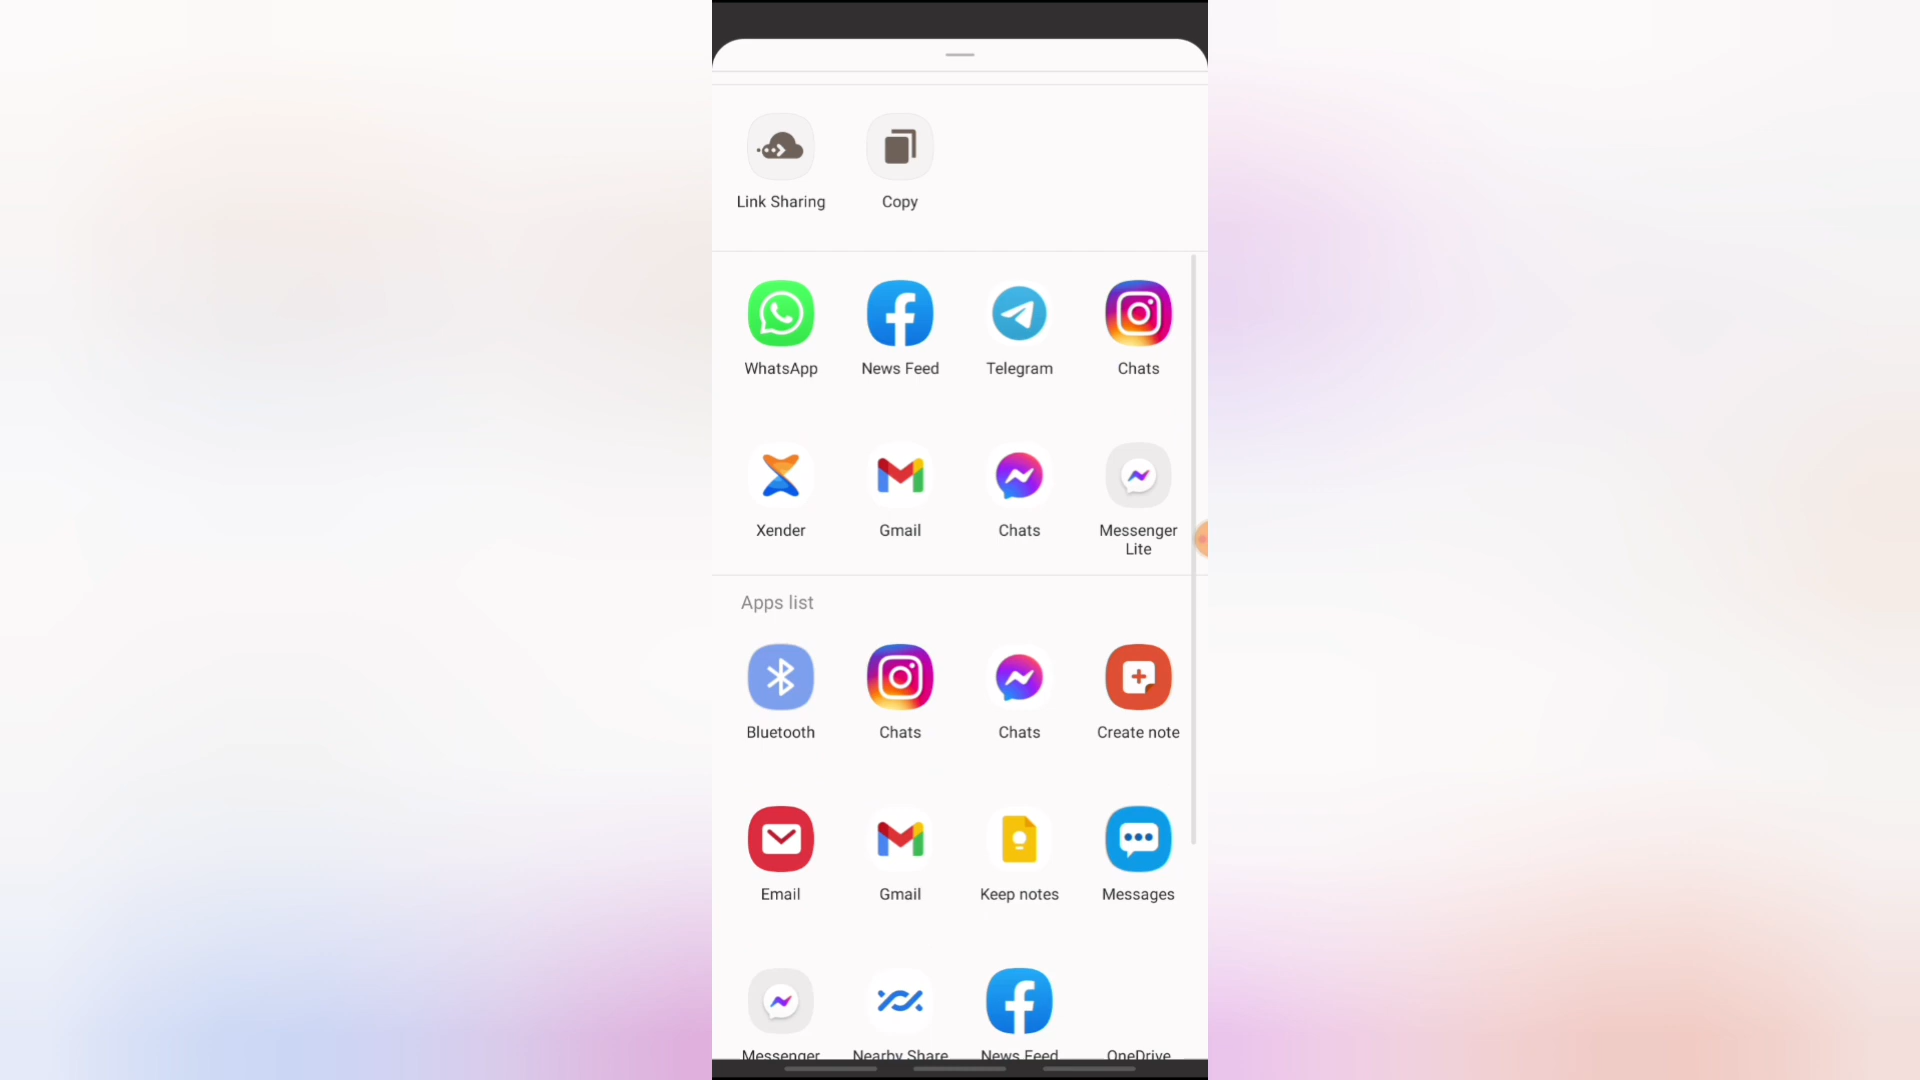 Link Sharing Copy
WhatsApp News Feed Telegram Chats
Xender Gmail Chats Messenger
Lite
Apps list
Bluetooth Chats Chats Create note
Email Gmail Keep notes Messages
Messenger Nearby Share News Feed OneDrive